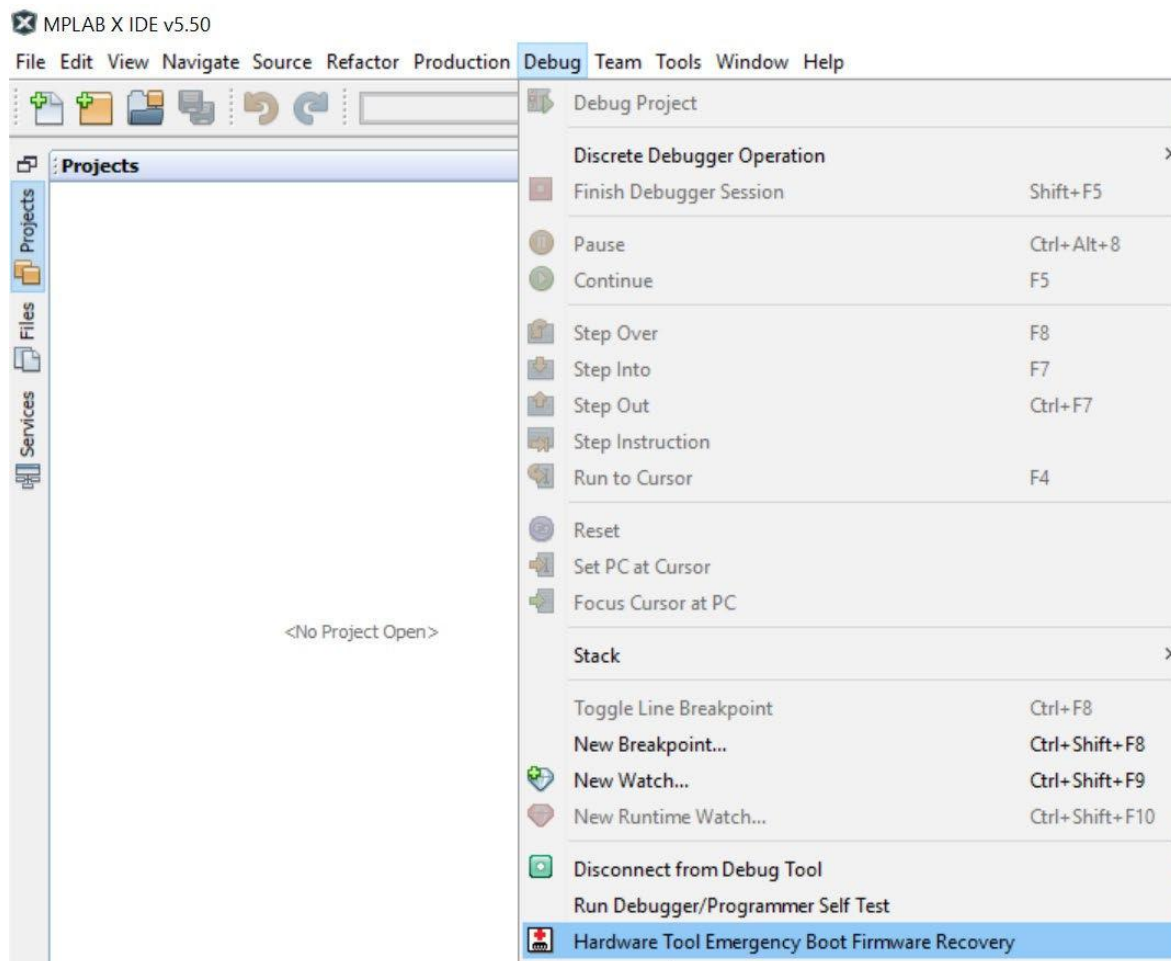 MPLAB X IDE v5.50
File Edit View Navigate Source Refactor Production Debug Team Tools Window Help
Debug Project
Projects
Discrete Debugger Operation
Finish Debugger Session Shift+F5
Projects
Pause Ctrl+Alt+8
Continue F5
Files
Step Over F8
Step Into F7
Step Out Ctrl+F7
Services
Step Instruction
Run to Cursor F4
Reset
Set PC at Cursor
Focus Cursor at PC
<No Project Open>
Stack
Toggle Line Breakpoint Ctrl+F8
New Breakpoint... Ctrl+Shift+F8
New Watch... Ctrl+Shift+F9
New Runtime Watch... Ctrl+Shift+F10
Disconnect from Debug Tool
Run Debugger/Programmer Self Test
Hardware Tool Emergency Boot Firmware Recovery